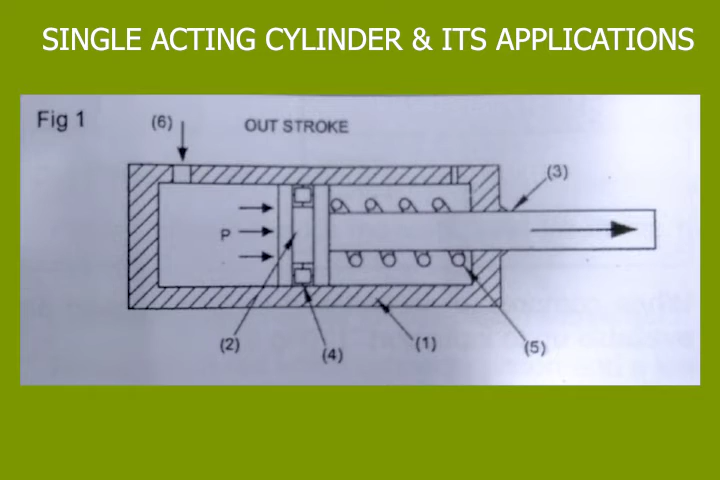 SINGLE ACTING CYLINDER & ITS APPLICATIONS
Fig 1
(6)
OUT STROKE
(3)
P
(2)
(4)
(1)
(5)